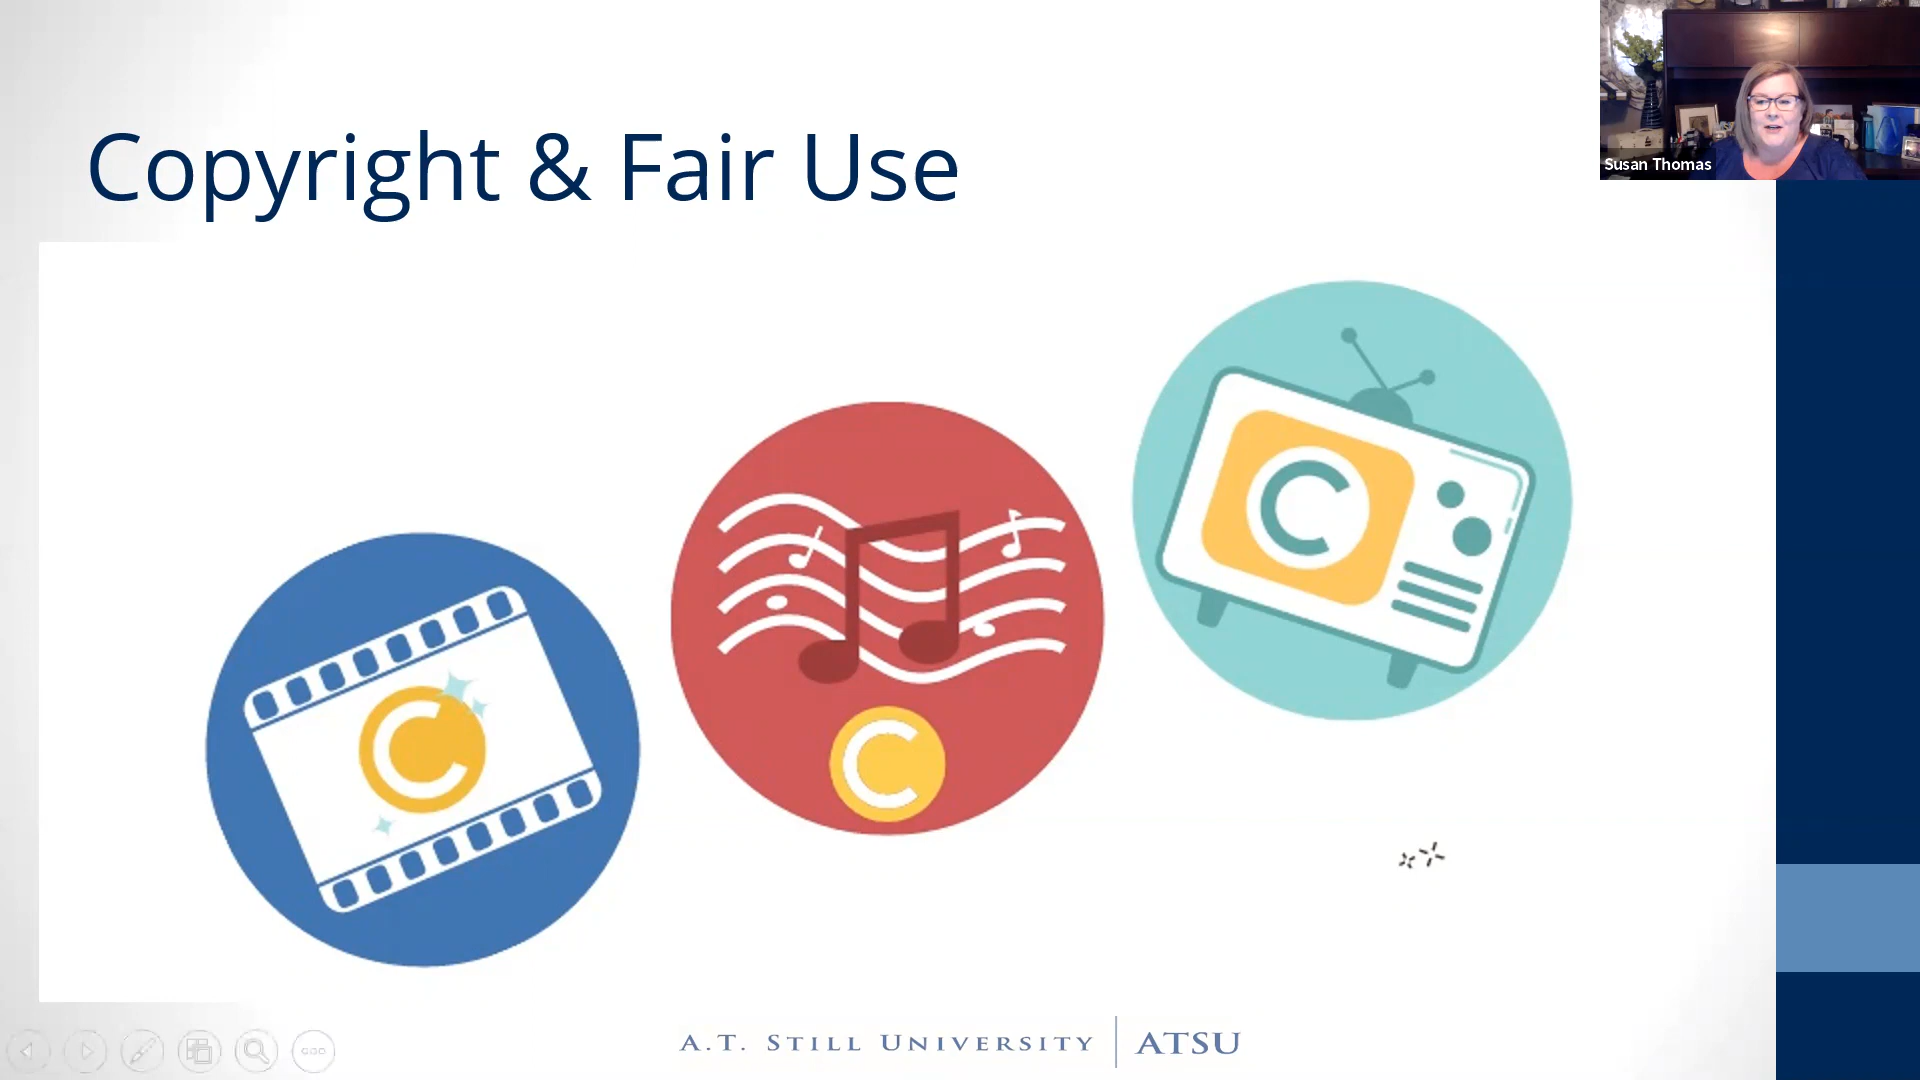 Copyright & Fair Use
Susan Thomas
C
C
C
A.T. STILL UNIVERSITY | ATSU